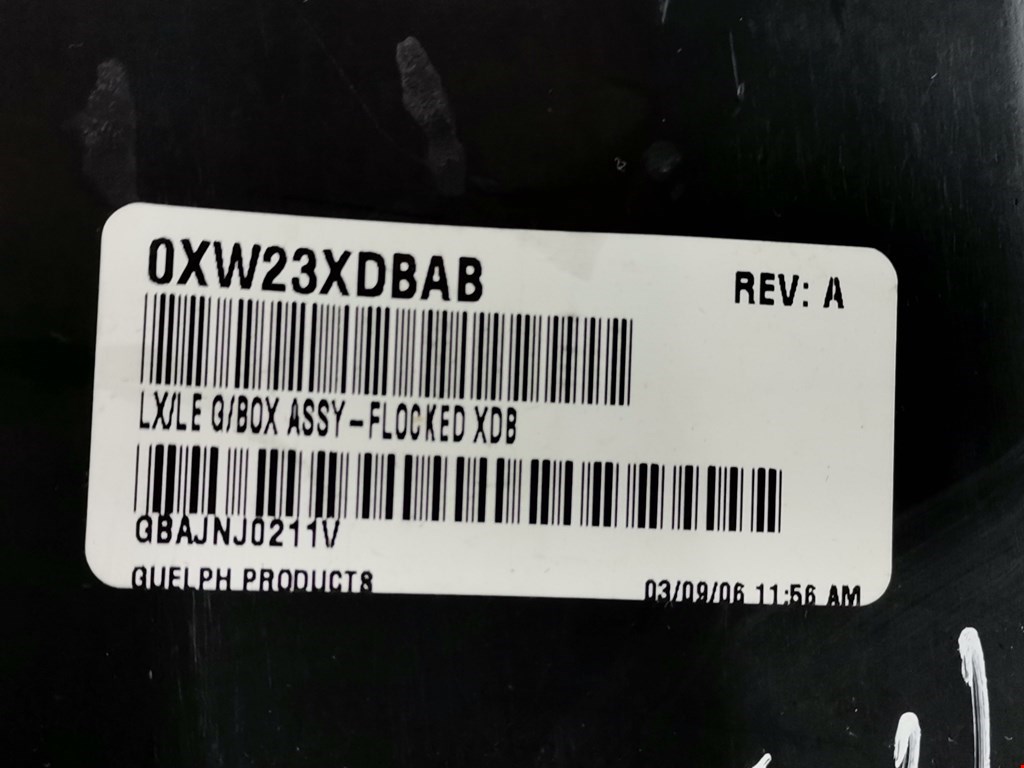 0XW23XDBAB
REV: A
LX/LE G/BOX ASSY-FLOCKED XDB
GBAJNJ0211V
GUELPH PRODUCTS
03/09/06 11:56 AM